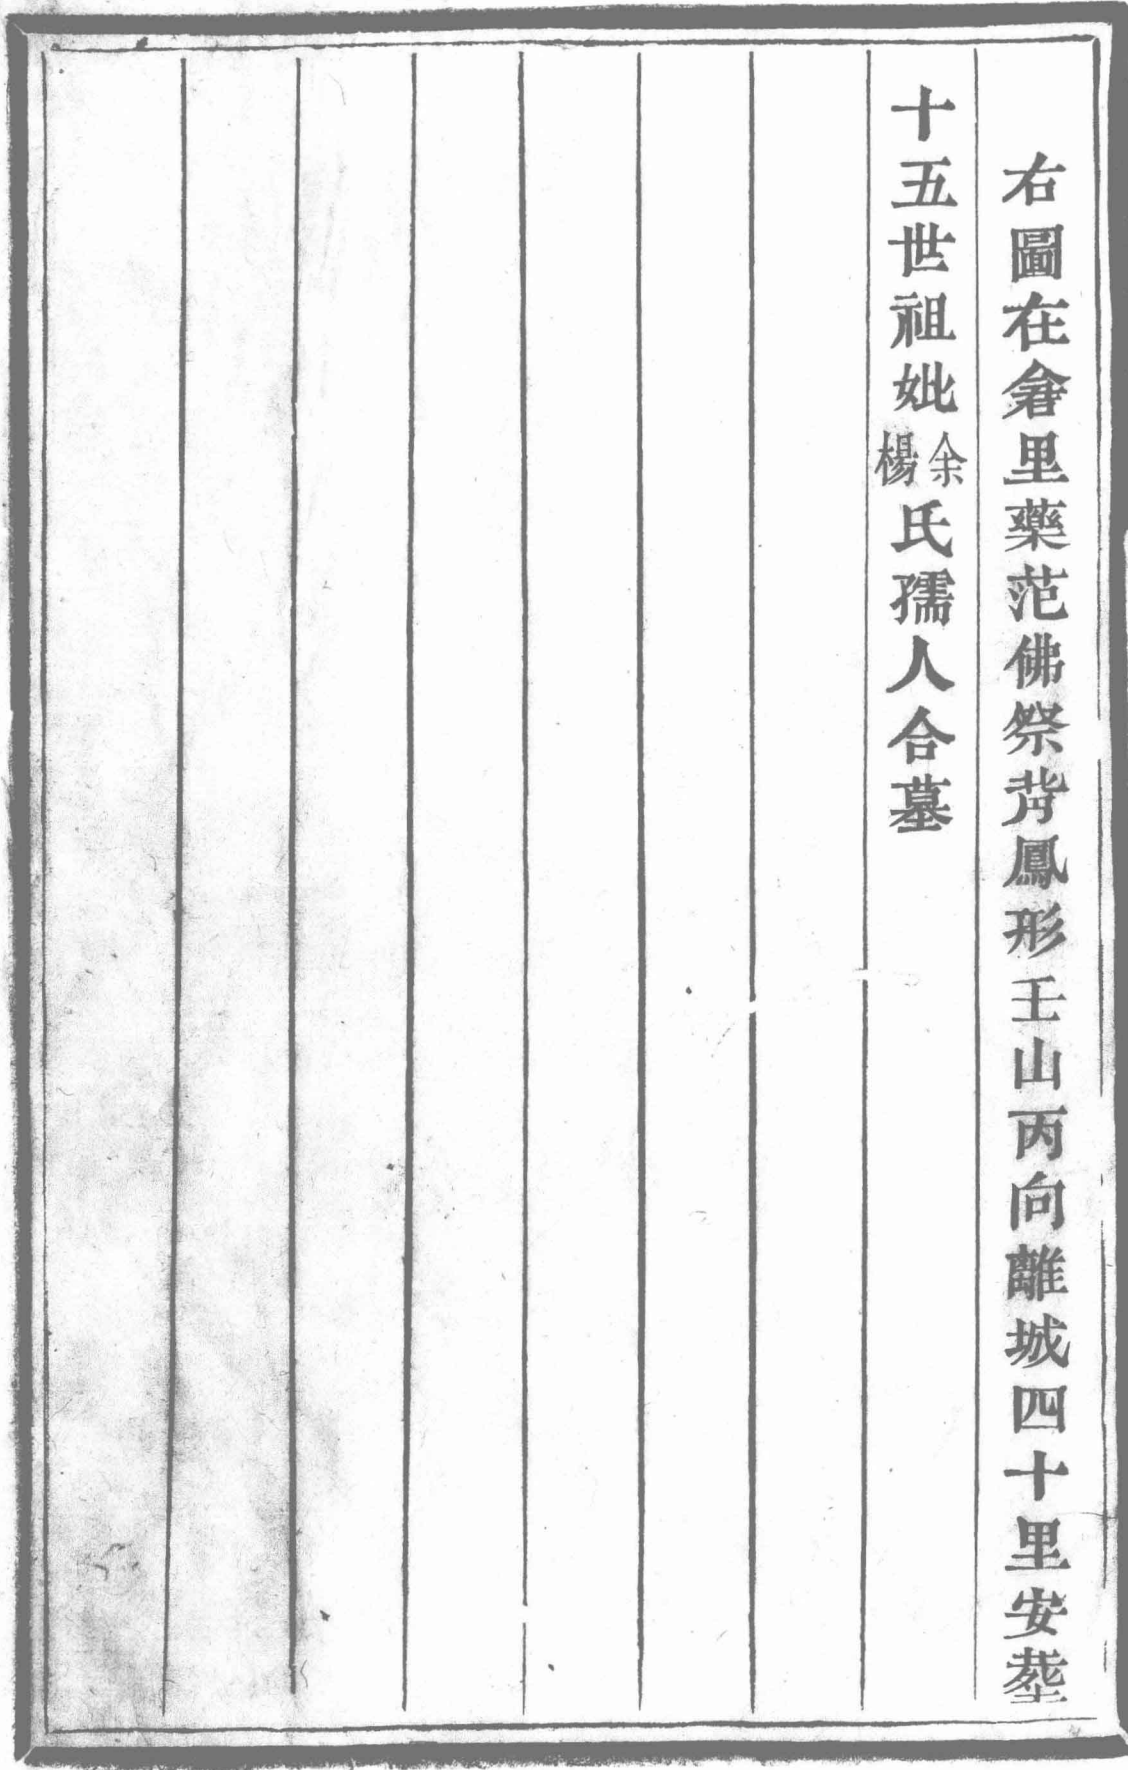 右圖在畬里藥范佛祭背鳳形壬山丙向離城四十里安塟
十五世祖妣余楊氏孺人合墓